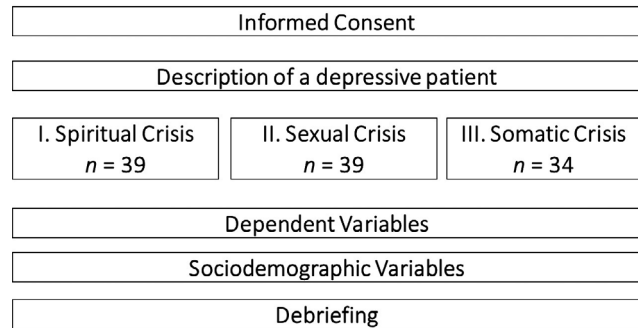 Informed Consent
Description of a depressive patient
I. Spiritual Crisis
n = 39
II. Sexual Crisis
n = 39
III. Somatic Crisis
n = 34
Dependent Variables
Sociodemographic Variables
Debriefing